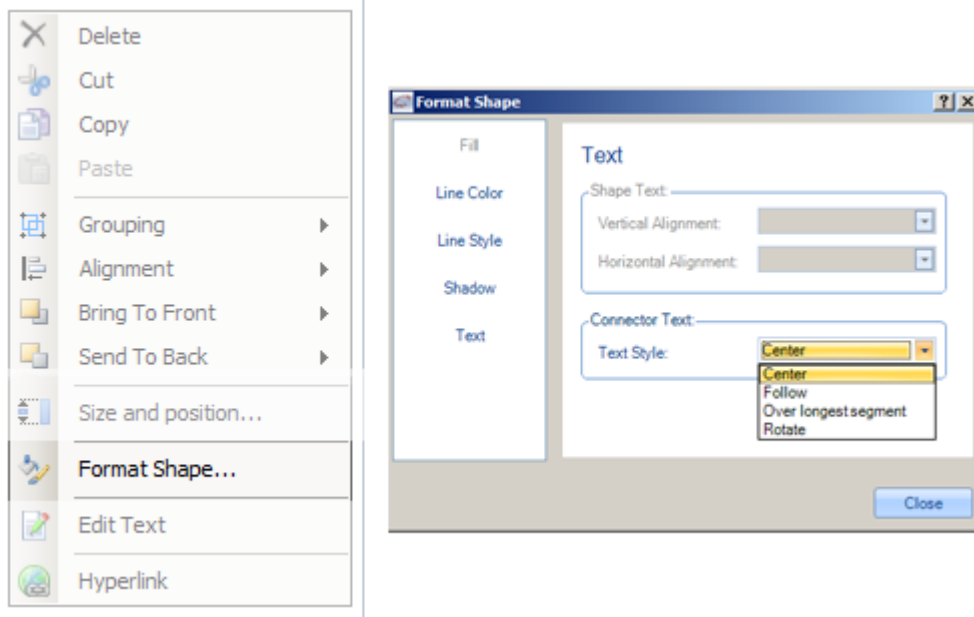 Delete
Cut
Copy
Paste
Grouping
Alignment
Bring To Front
Send To Back
Size and position...
Format Shape...
Edit Text
Hyperlink
Format Shape
Fill
Line Color
Line Style
Shadow
Text
Text
Shape Text:
Vertical Alignment:
Horizontal Alignment:
Connector Text:
Text Style: Center
Center
Follow
Over longest segment
Rotate
Close